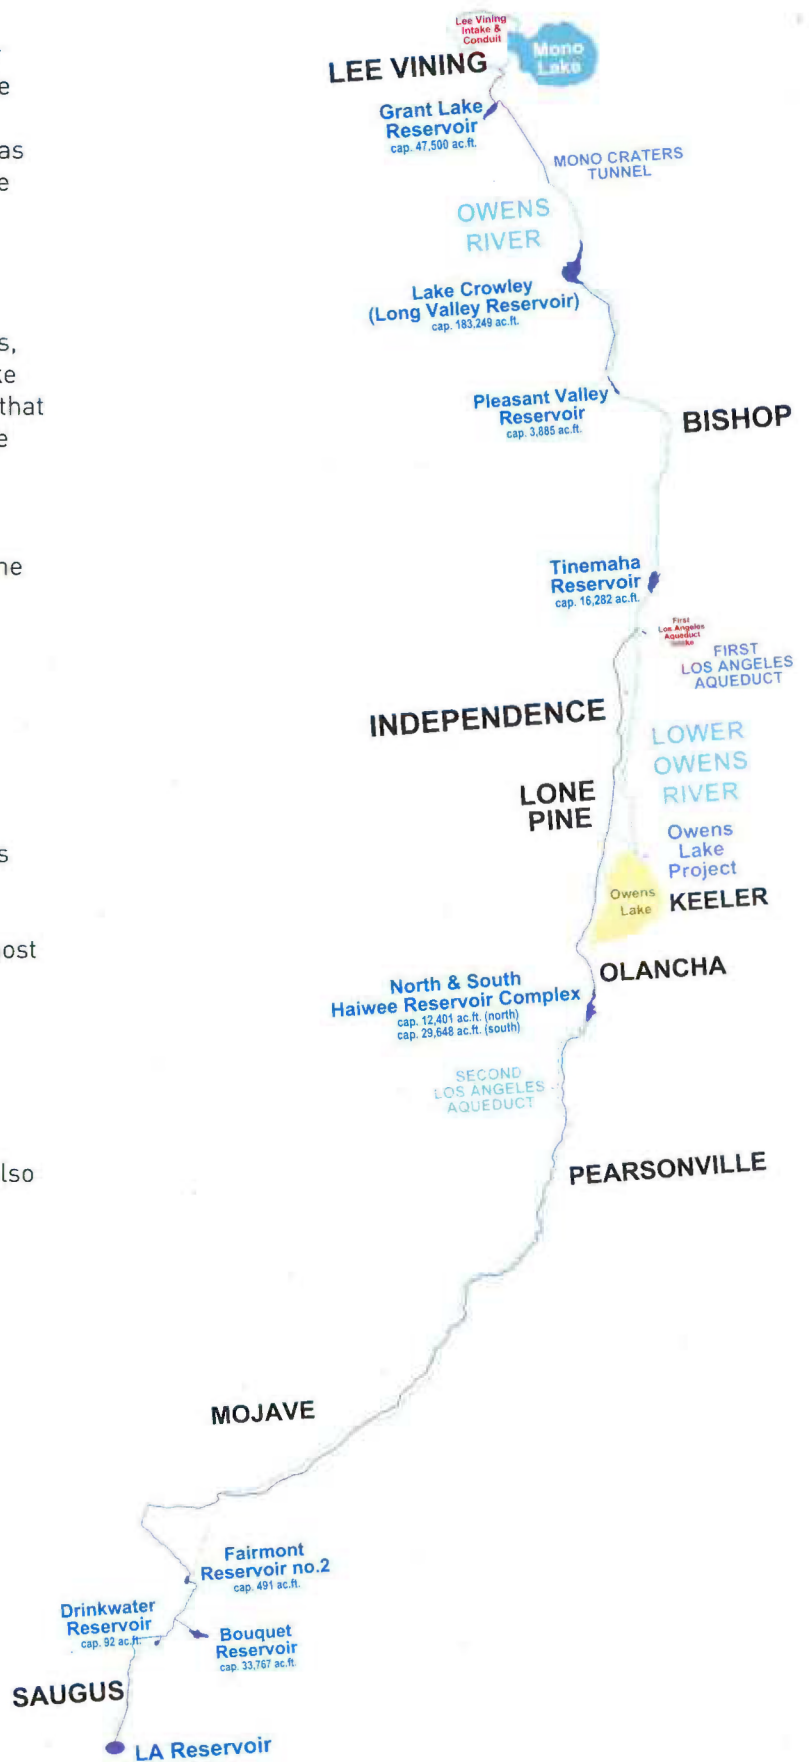 e
as
e
s,
ke
that
e
ne
s
ost
lso
Lee Vining
Intake &
Conduit
Mono
Lake
LEE VINING
Grant Lake
Reservoir
cap. 47,500 ac.ft.
MONO CRATERS
TUNNEL
OWENS
RIVER
Lake Crowley
(Long Valley Reservoir)
cap. 183,249 ac.ft.
Pleasant Valley
Reservoir
cap. 3,885 ac.ft.
BISHOP
Tinemaha
Reservoir
cap. 16,282 ac.ft.
First
Los Angeles
Aqueduct
FIRST
LOS ANGELES
AQUEDUCT
INDEPENDENCE
LOWER
OWENS
RIVER
LONE
PINE
Owens
Lake
Project
Owens
Lake
KEELER
OLANCHA
North & South
Haiwee Reservoir Complex
cap. 12,401 ac.ft. (north)
cap. 29,648 ac.ft. (south)
SECOND
LOS ANGELES
AQUEDUCT
PEARSONVILLE
MOJAVE
Fairmont
Reservoir no.2
cap. 491 ac.ft.
Drinkwater
Reservoir
cap. 92 ac.ft.
Bouquet
Reservoir
cap. 33,767 ac.ft.
SAUGUS
LA Reservoir